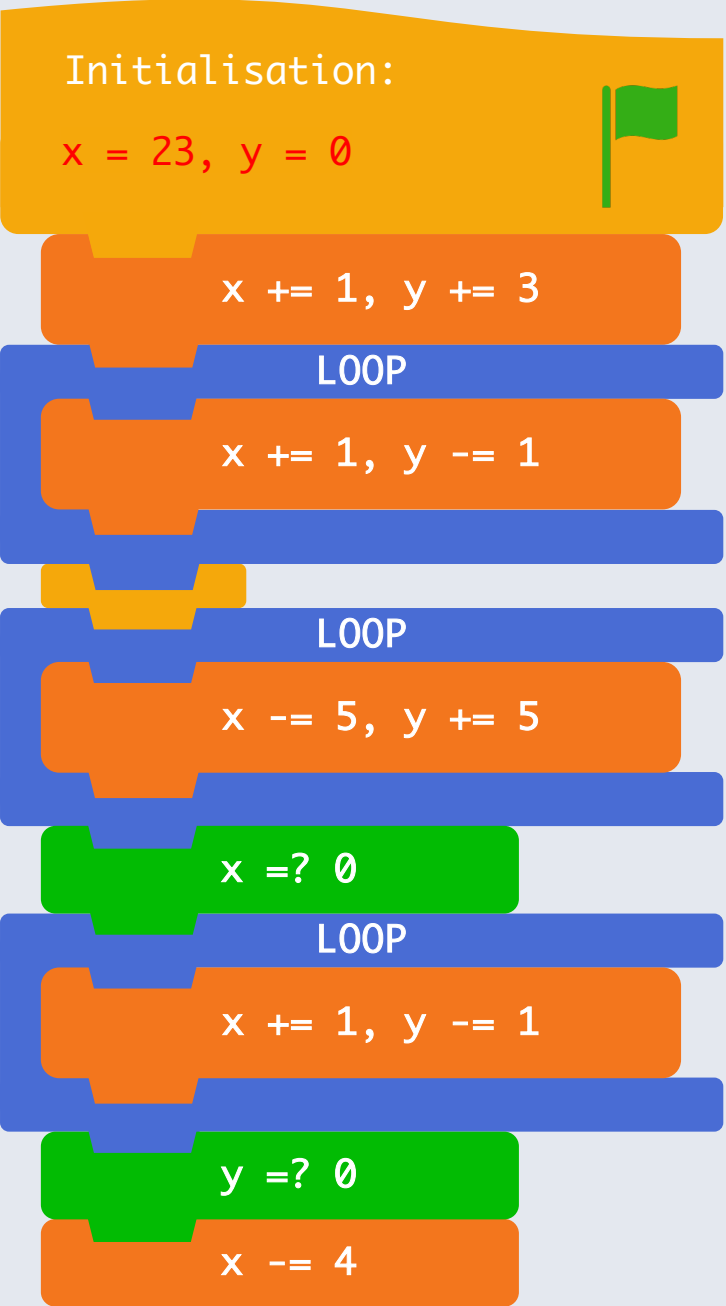 Initialisation:
x = 23, y = 0
x += 1, y += 3
LOOP
x += 1, y -= 1
LOOP
x -= 5, y += 5
x =? 0
LOOP
x += 1, y -= 1
y =? 0
x -= 4